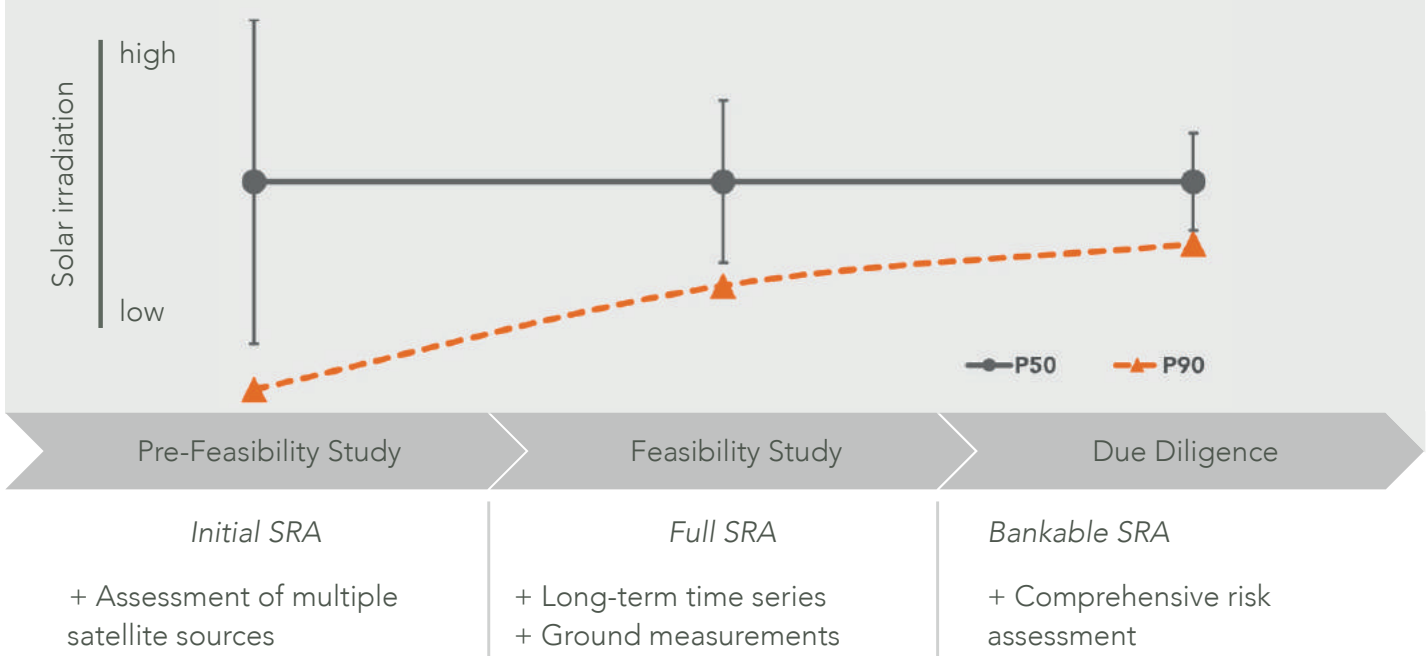 high
Solar irradiation
low
P50
P90
Pre-Feasibility Study
Feasibility Study
Due Diligence
Initial SRA
+ Assessment of multiple
satellite sources
Full SRA
+ Long-term time series
+ Ground measurements
Bankable SRA
+ Comprehensive risk
assessment